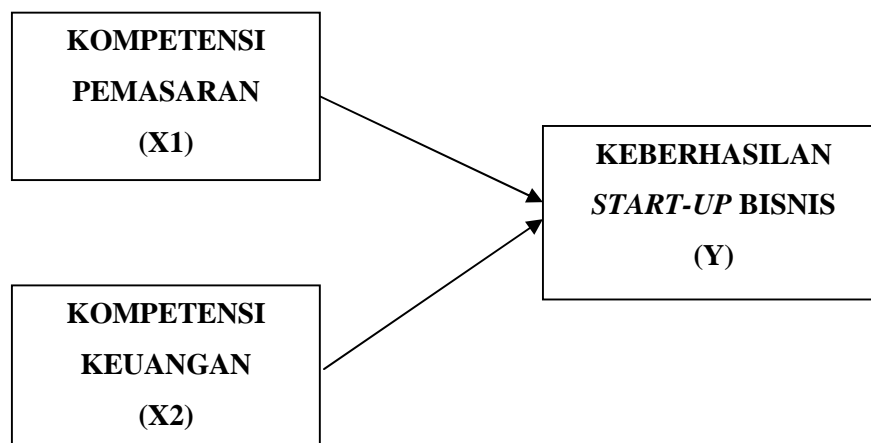 KOMPETENSI
PEMASARAN
(X1)
KEBERHASILAN
START-UP BISNIS
(Y)
KOMPETENSI
KEUANGAN
(X2)